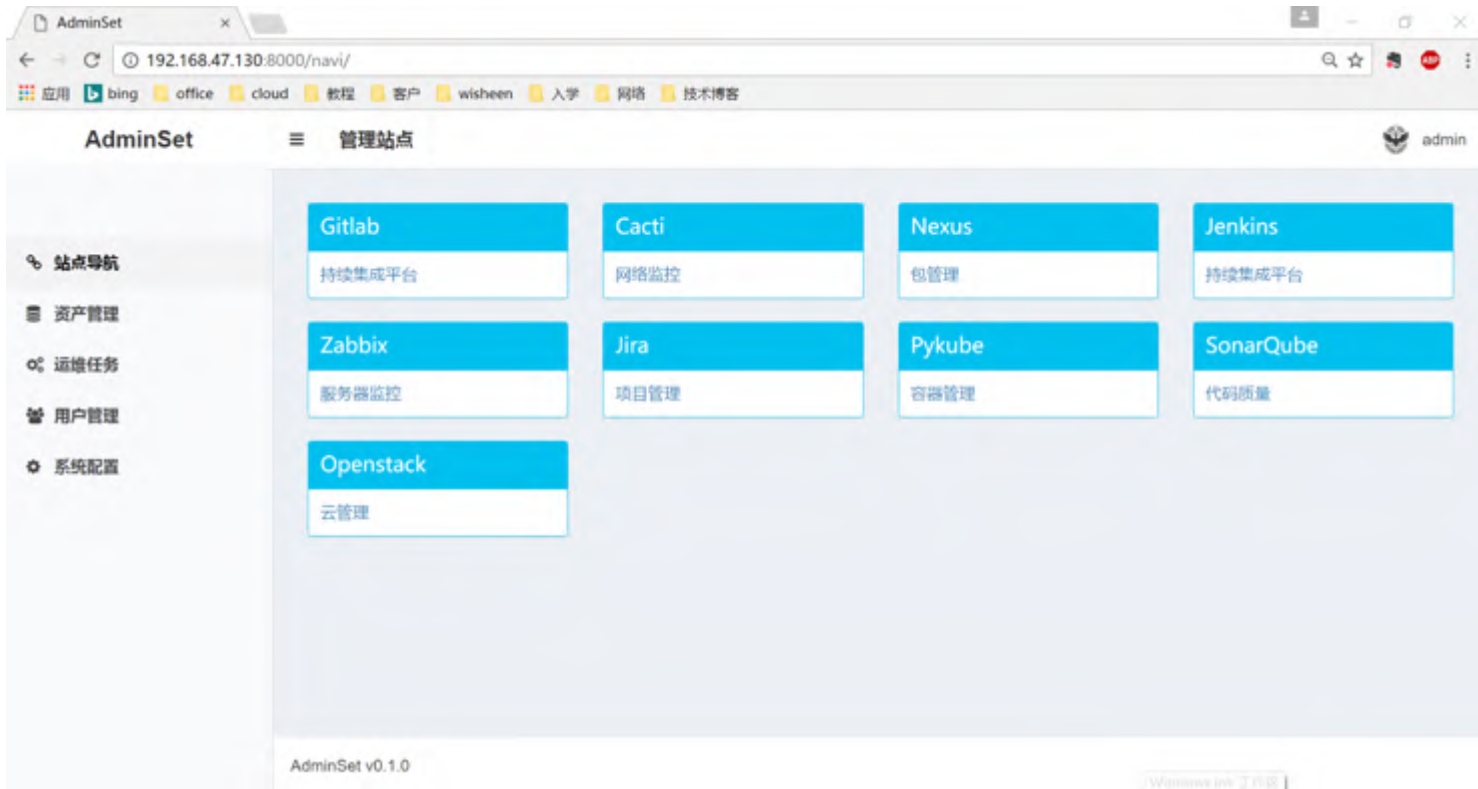 AdminSet
192.168.47.130:8000/navi/
应用 bing office cloud 教程 客户 wisheen 入学 网络 技术博客
AdminSet 管理站点 admin
站点导航
资产管理
运维任务
用户管理
系统配置
Gitlab
持续集成平台
Cacti
网络监控
Nexus
包管理
Jenkins
持续集成平台
Zabbix
服务器监控
Jira
项目管理
Pykube
容器管理
SonarQube
代码质量
Openstack
云管理
AdminSet v0.1.0
ABP